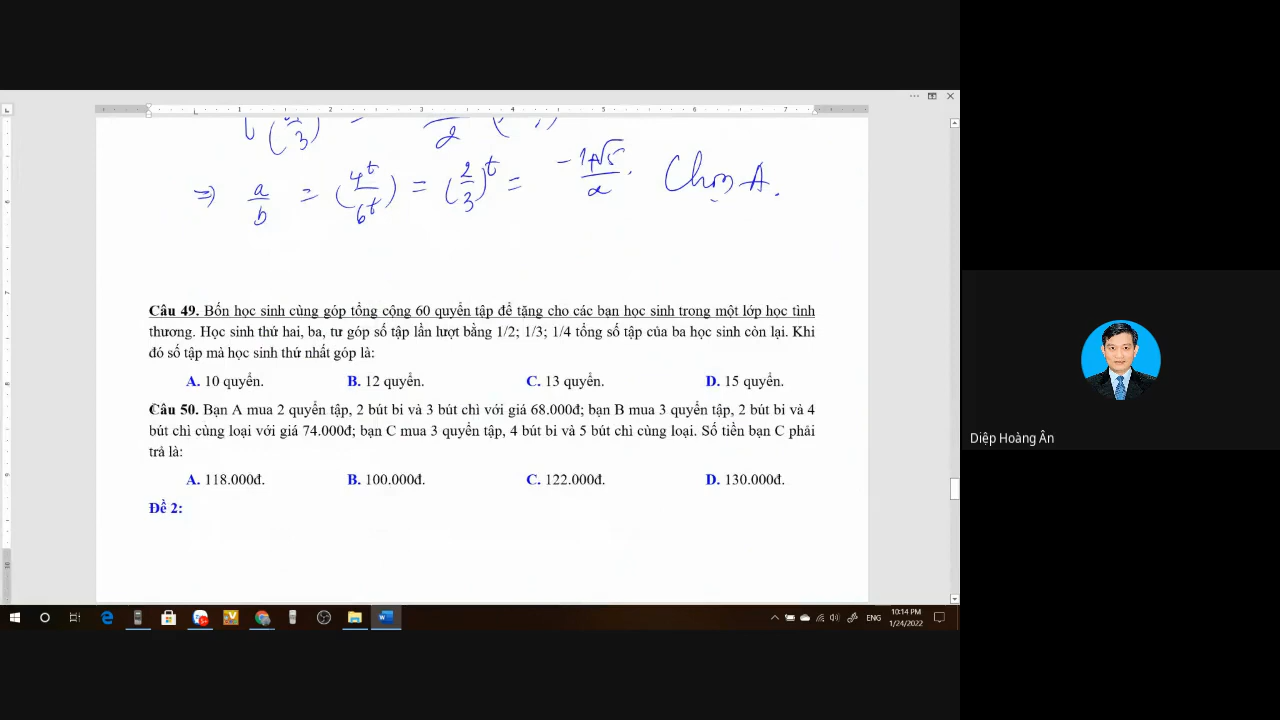 ⇒ a/b = (4^t/6^t) = (2/3)^t = . Chọn A.
Câu 49. Bốn học sinh cùng góp tổng cộng 60 quyển tập để tặng cho các bạn học sinh trong một lớp học tình
thương. Học sinh thứ hai, ba, tư góp số tập lần lượt bằng 1/2; 1/3; 1/4 tổng số tập của ba học sinh còn lại. Khi
đó số tập mà học sinh thứ nhất góp là:
A. 10 quyển. B. 12 quyển. C. 13 quyển. D. 15 quyển.
Câu 50. Bạn A mua 2 quyển tập, 2 bút bi và 3 bút chì với giá 68.000đ; bạn B mua 3 quyển tập, 2 bút bi và 4
bút chì cùng loại với giá 74.000đ; bạn C mua 3 quyển tập, 4 bút bi và 5 bút chì cùng loại. Số tiền bạn C phải
trả là:
A. 118.000đ. B. 100.000đ. C. 122.000đ. D. 130.000đ.
Đề 2:
Diệp Hoàng Ân
ENG
10:14 PM
1/24/2022